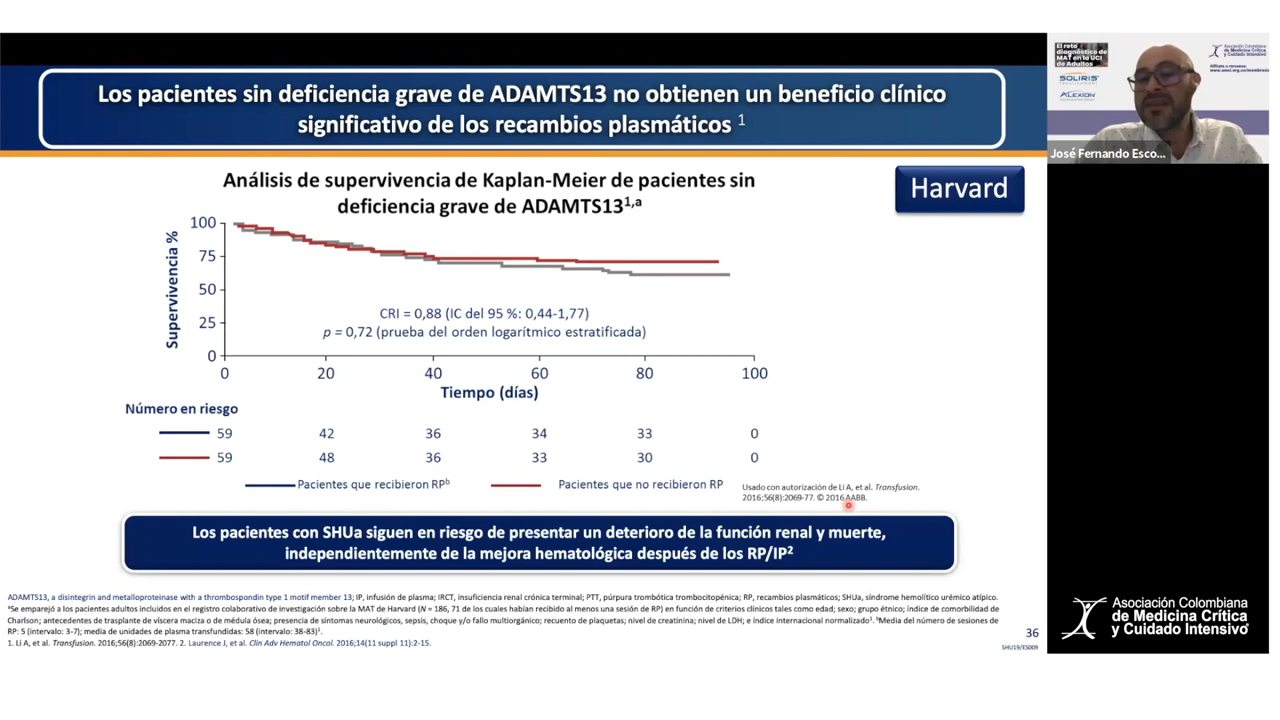 Los pacientes sin deficiencia grave de ADAMTS13 no obtienen un beneficio clínico
significativo de los recambios plasmáticos 1
Análisis de supervivencia de Kaplan-Meier de pacientes sin
deficiencia grave de ADAMTS131,a
Harvard
Supervivencia %
100
75
50
25
0
CRI = 0,88 (IC del 95 %: 0,44-1,77)
p = 0,72 (prueba del orden logarítmico estratificada)
0 20 40 60 80 100
Tiempo (días)
Número en riesgo
59 42 36 34 33 0
59 48 36 33 30 0
Pacientes que recibieron RPb Pacientes que no recibieron RP
Usado con autorización de Li A, et al. Transfusion.
2016;56(8):2069-77. © 2016 AABB.
Los pacientes con SHUa siguen en riesgo de presentar un deterioro de la función renal y muerte,
independientemente de la mejora hematológica después de los RP/IP2
ADAMTS13, a disintegrin and metalloproteinase with a thrombospondin type 1 motif member 13; IP, infusión de plasma; IRCT, insuficiencia renal crónica terminal; PTT, púrpura trombótica trombocitopénica; RP, recambios plasmáticos; SHUa, síndrome hemolítico urémico atípico.
aSe emparejó a los pacientes adultos incluidos en el registro colaborativo de investigación sobre la MAT de Harvard (N = 186, 71 de los cuales habían recibido al menos una sesión de RP) en función de criterios clínicos tales como edad; sexo; grupo étnico; índice de comorbilidad de
Charlson; antecedentes de trasplante de víscera maciza o de médula ósea; presencia de síntomas neurológicos, sepsis, choque y/o fallo multiorgánico; recuento de plaquetas; nivel de creatinina; nivel de LDH; e índice internacional normalizado1. bMedia del número de sesiones de
RP: 5 (intervalo: 3-7); media de unidades de plasma transfundidas: 58 (intervalo: 38-83)1.
1. Li A, et al. Transfusion. 2016;56(8):2069-2077. 2. Laurence J, et al. Clin Adv Hematol Oncol. 2016;14(11 suppl 11):2-15.
36
SHU19/ES009
El reto
diagnóstico de
MAT en la UCI
de Adultos
SOLIRIS
ALEXION
Asociación Colombiana
de Medicina Crítica
y Cuidado Intensivo
Afíliate o renueva:
José Fernando Esco...
Asociación Colombiana
de Medicina Crítica
y Cuidado Intensivo